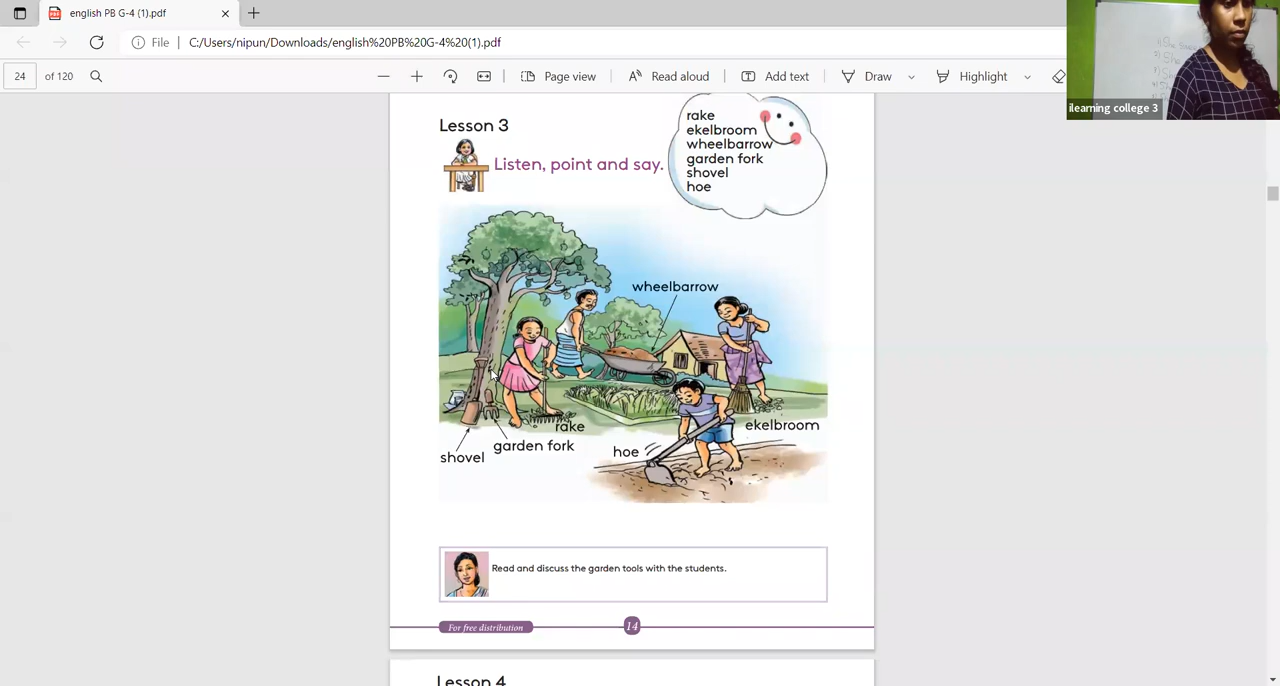 english PB G-4 (1).pdf
File
C:/Users/nipun/Downloads/english%20PB%20G-4%20(1).pdf
24 of 120
Page view
Read aloud
Add text
Draw
Highlight
ilearning college 3
Lesson 3
Listen, point and say.
rake
ekelbroom
wheelbarrow
garden fork
shovel
hoe
wheelbarrow
rake
ekelbroom
garden fork
hoe
shovel
Read and discuss the garden tools with the students.
For free distribution
14
Lesson 4